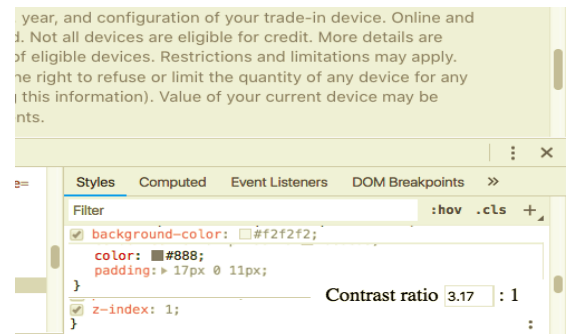 year, and configuration of your trade-in device. Online and
d. Not all devices are eligible for credit. More details are
of eligible devices. Restrictions and limitations may apply.
he right to refuse or limit the quantity of any device for any
this information). Value of your current device may be
nts.
e=
Styles Computed Event Listeners DOM Breakpoints »
Filter :hov .cls +
background-color: #f2f2f2;
color: #888;
padding: 17px 0 11px;
}
Contrast ratio 3.17 : 1
z-index: 1;
}